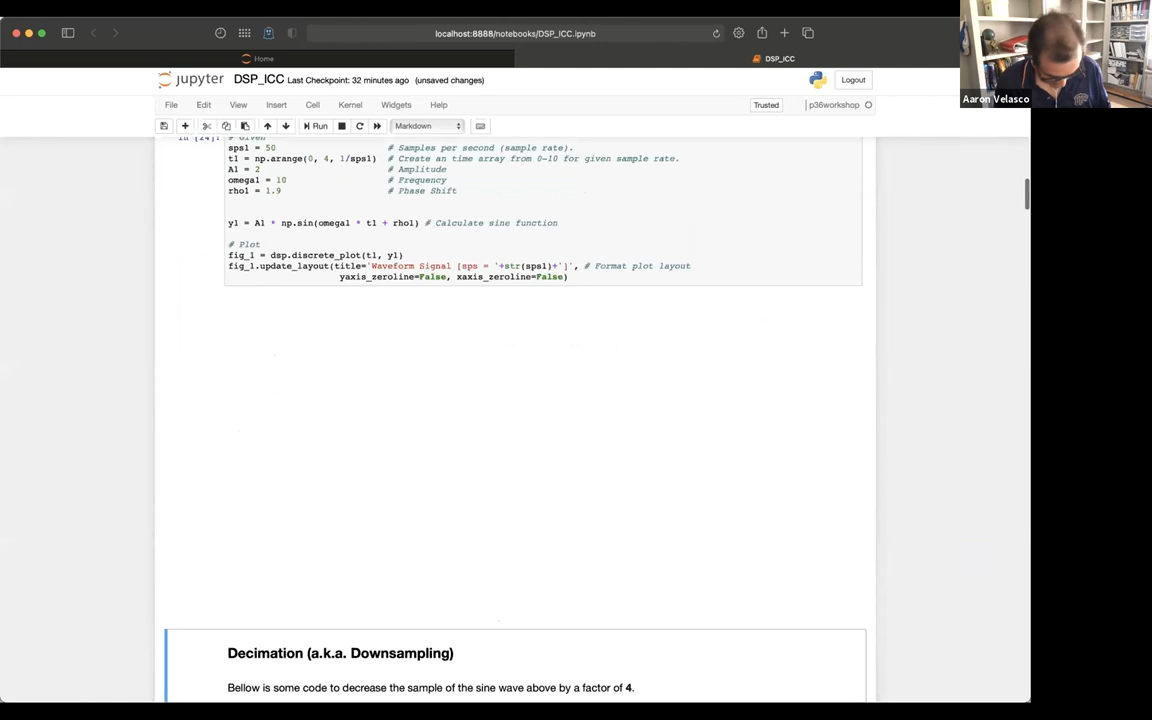 localhost:8888/notebooks/DSP_ICC.ipynb
Home
DSP_ICC
jupyter DSP_ICC Last Checkpoint: 32 minutes ago (unsaved changes)
Logout
File Edit View Insert Cell Kernel Widgets Help
Trusted
p36workshop
Run
Markdown
In [24]: # Given
sps1 = 50 # Samples per second (sample rate).
t1 = np.arange(0, 4, 1/sps1) # Create an time array from 0-10 for given sample rate.
A1 = 2 # Amplitude
omega1 = 10 # Frequency
rho1 = 1.9 # Phase Shift
y1 = A1 * np.sin(omega1 * t1 + rho1) # Calculate sine function
# Plot
fig_1 = dsp.discrete_plot(t1, y1)
fig_1.update_layout(title='Waveform Signal [sps = '+str(sps1)+']', # Format plot layout
yaxis_zeroline=False, xaxis_zeroline=False)
Decimation (a.k.a. Downsampling)
Bellow is some code to decrease the sample of the sine wave above by a factor of 4.
Aaron Velasco